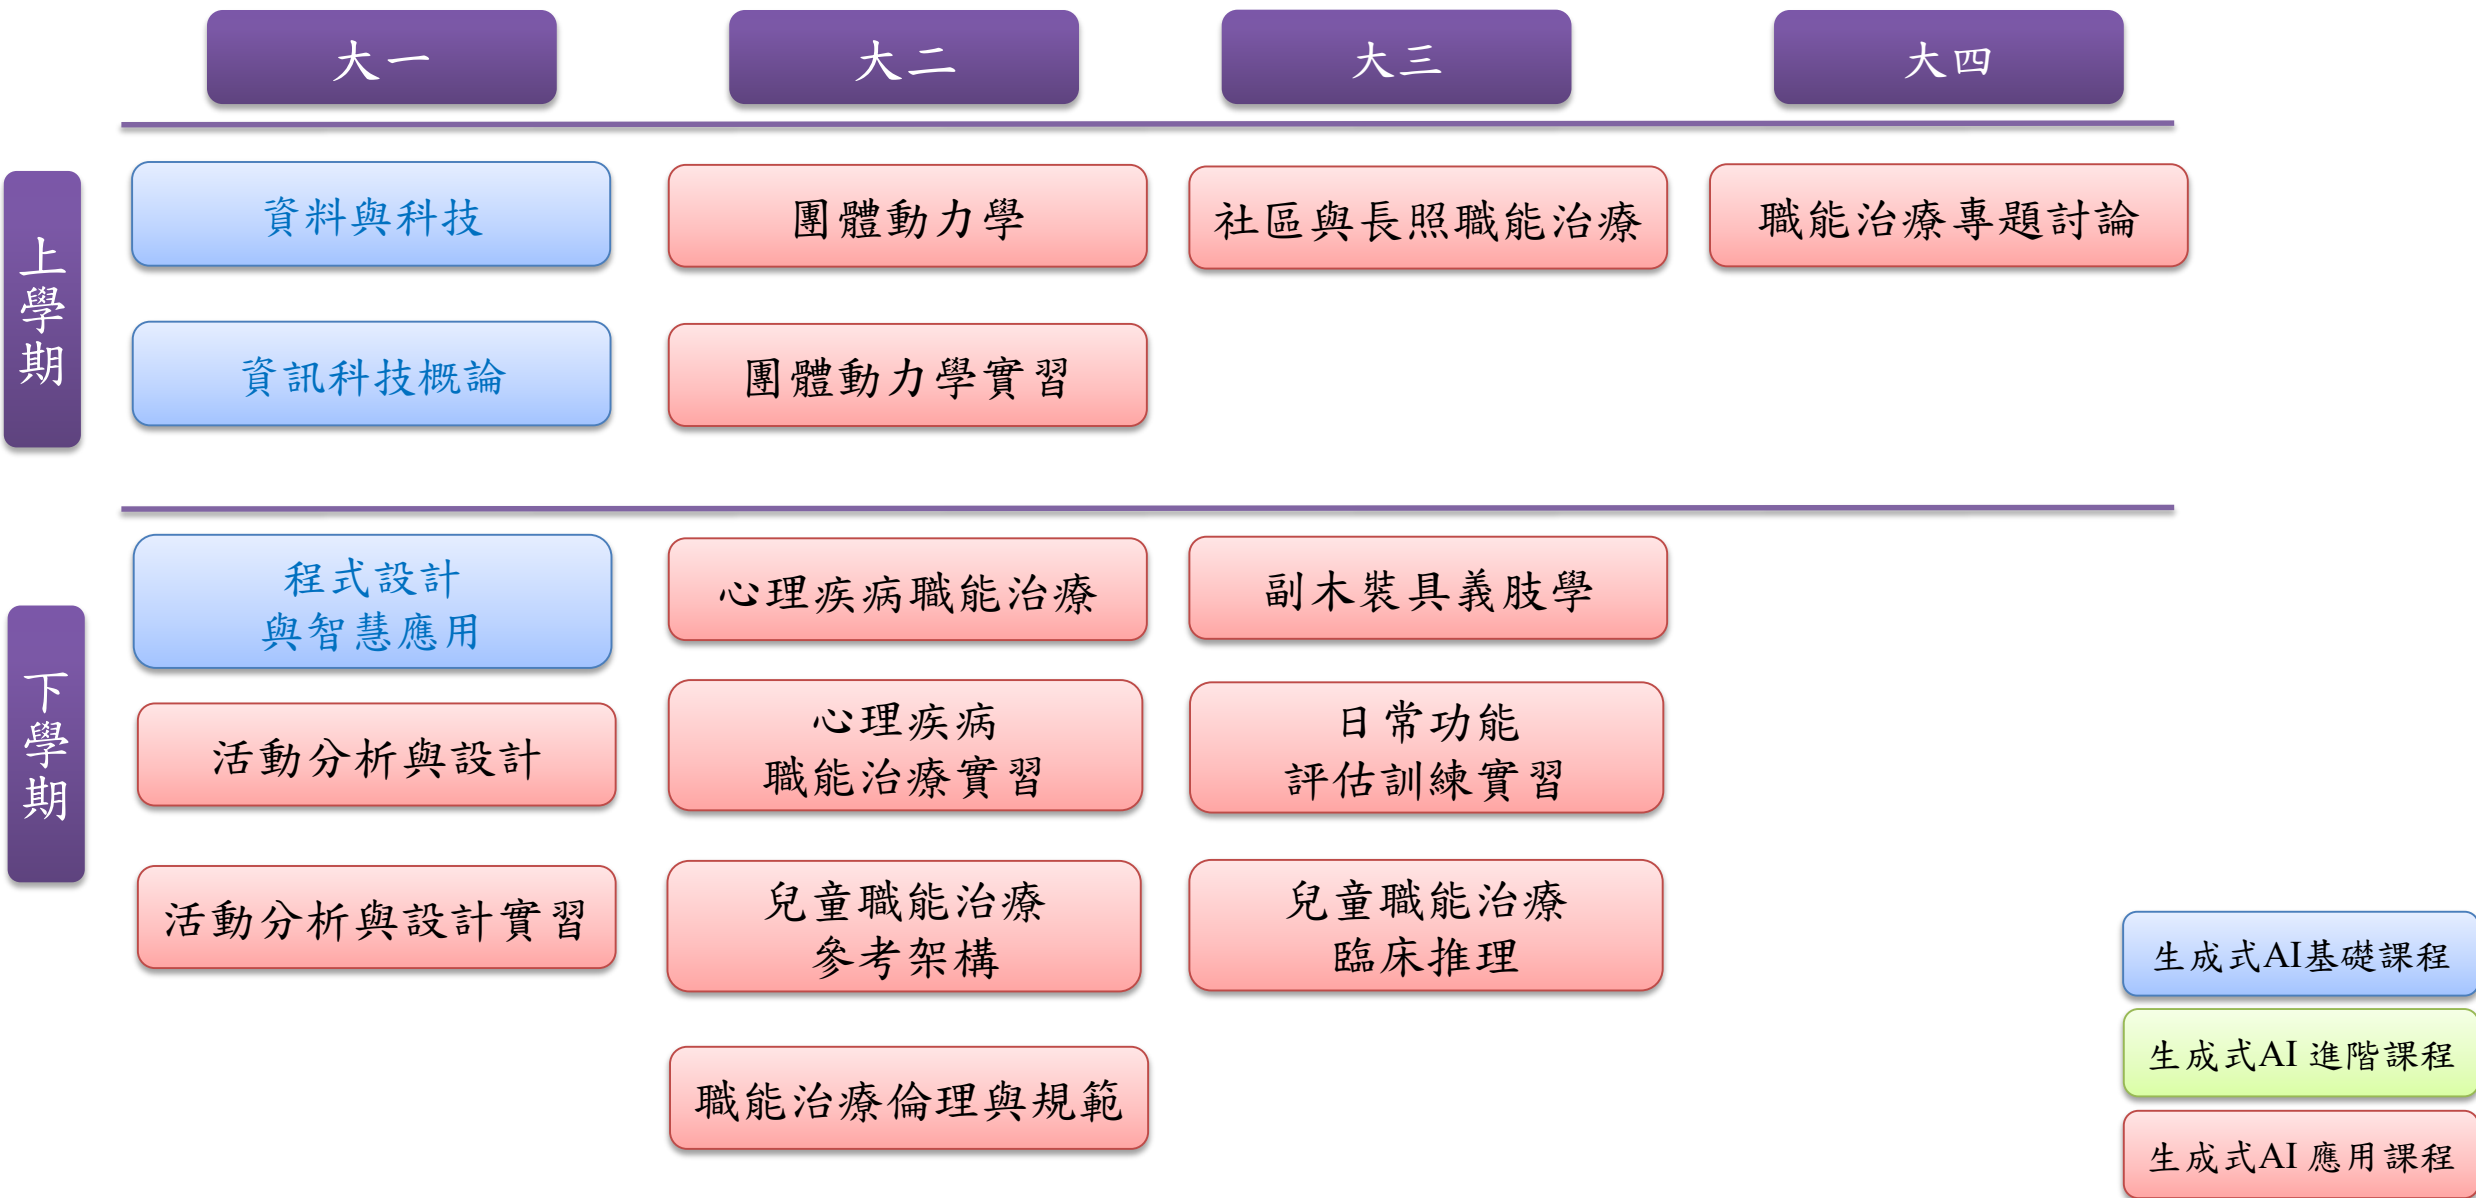 大一
大二
大三
大四
上學期
資料與科技
團體動力學
社區與長照職能治療
職能治療專題討論
資訊科技概論
團體動力學實習
下學期
程式設計
與智慧應用
心理疾病職能治療
副木裝具義肢學
活動分析與設計
心理疾病
職能治療實習
日常功能
評估訓練實習
活動分析與設計實習
兒童職能治療
參考架構
兒童職能治療
臨床推理
職能治療倫理與規範
生成式AI基礎課程
生成式AI 進階課程
生成式AI 應用課程